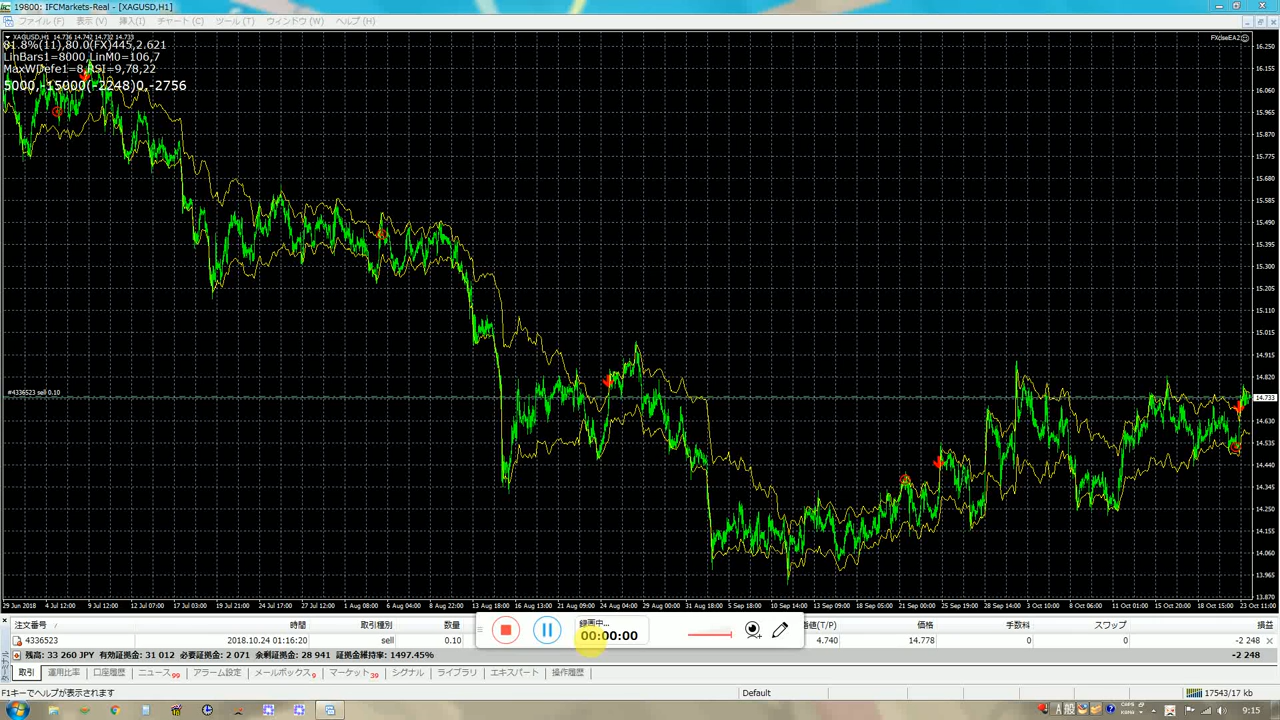 19800: IFCMarkets-Real - [XAGUSD,H1]
ファイル (F) 表示 (V) 挿入(I) チャート (C) ツール (T) ウィンドウ (W) ヘルプ (H)
XAGUSD,H1 14.736 14.742 14.732 14.733
FXciseEA2
81.8%(11),80.0(FX)445,2.621
LinBars1=8000,LinM0=106,7
MaxWDefe1=8,RSI=9,78,22
5000,-15000(-2248)0,-2756
16.250
16.155
16.060
15.965
15.870
15.775
15.680
15.585
15.490
15.395
15.300
15.205
15.110
15.015
14.915
14.820
#4336523 sell 0.10
14.733
14.630
14.535
14.440
14.345
14.250
14.155
14.060
13.965
13.870
29 Jun 2018 4 Jul 12:00 9 Jul 12:00 12 Jul 07:00 17 Jul 03:00 19 Jul 21:00 24 Jul 17:00 27 Jul 12:00 1 Aug 08:00 6 Aug 04:00 8 Aug 22:00 13 Aug 18:00 16 Aug 13:00 21 Aug 09:00 24 Aug 04:00 29 Aug 00:00 31 Aug 18:00 5 Sep 18:00 10 Sep 14:00 13 Sep 09:00 18 Sep 05:00 21 Sep 00:00 25 Sep 19:00 28 Sep 14:00 3 Oct 10:00 8 Oct 06:00 11 Oct 01:00 15 Oct 20:00 18 Oct 15:00 23 Oct 11:00
注文番号 時間 取引種別 数量 値(T/P) 価格 手数料 スワップ 損益
4336523 2018.10.24 01:16:20 sell 0.10 4.740 14.778 0 0 -2 248
録画中...
00:00:00
残高: 33 260 JPY 有効証拠金: 31 012 必要証拠金: 2 071 余剰証拠金: 28 941 証拠金維持率: 1497.45% -2 248
取引 運用比率 口座履歴 ニュース99 アラーム設定 メールボックス9 マーケット39 シグナル ライブラリ エキスパート 操作履歴
F1キーでヘルプが表示されます Default 17543/17 kb
A 般 9:15